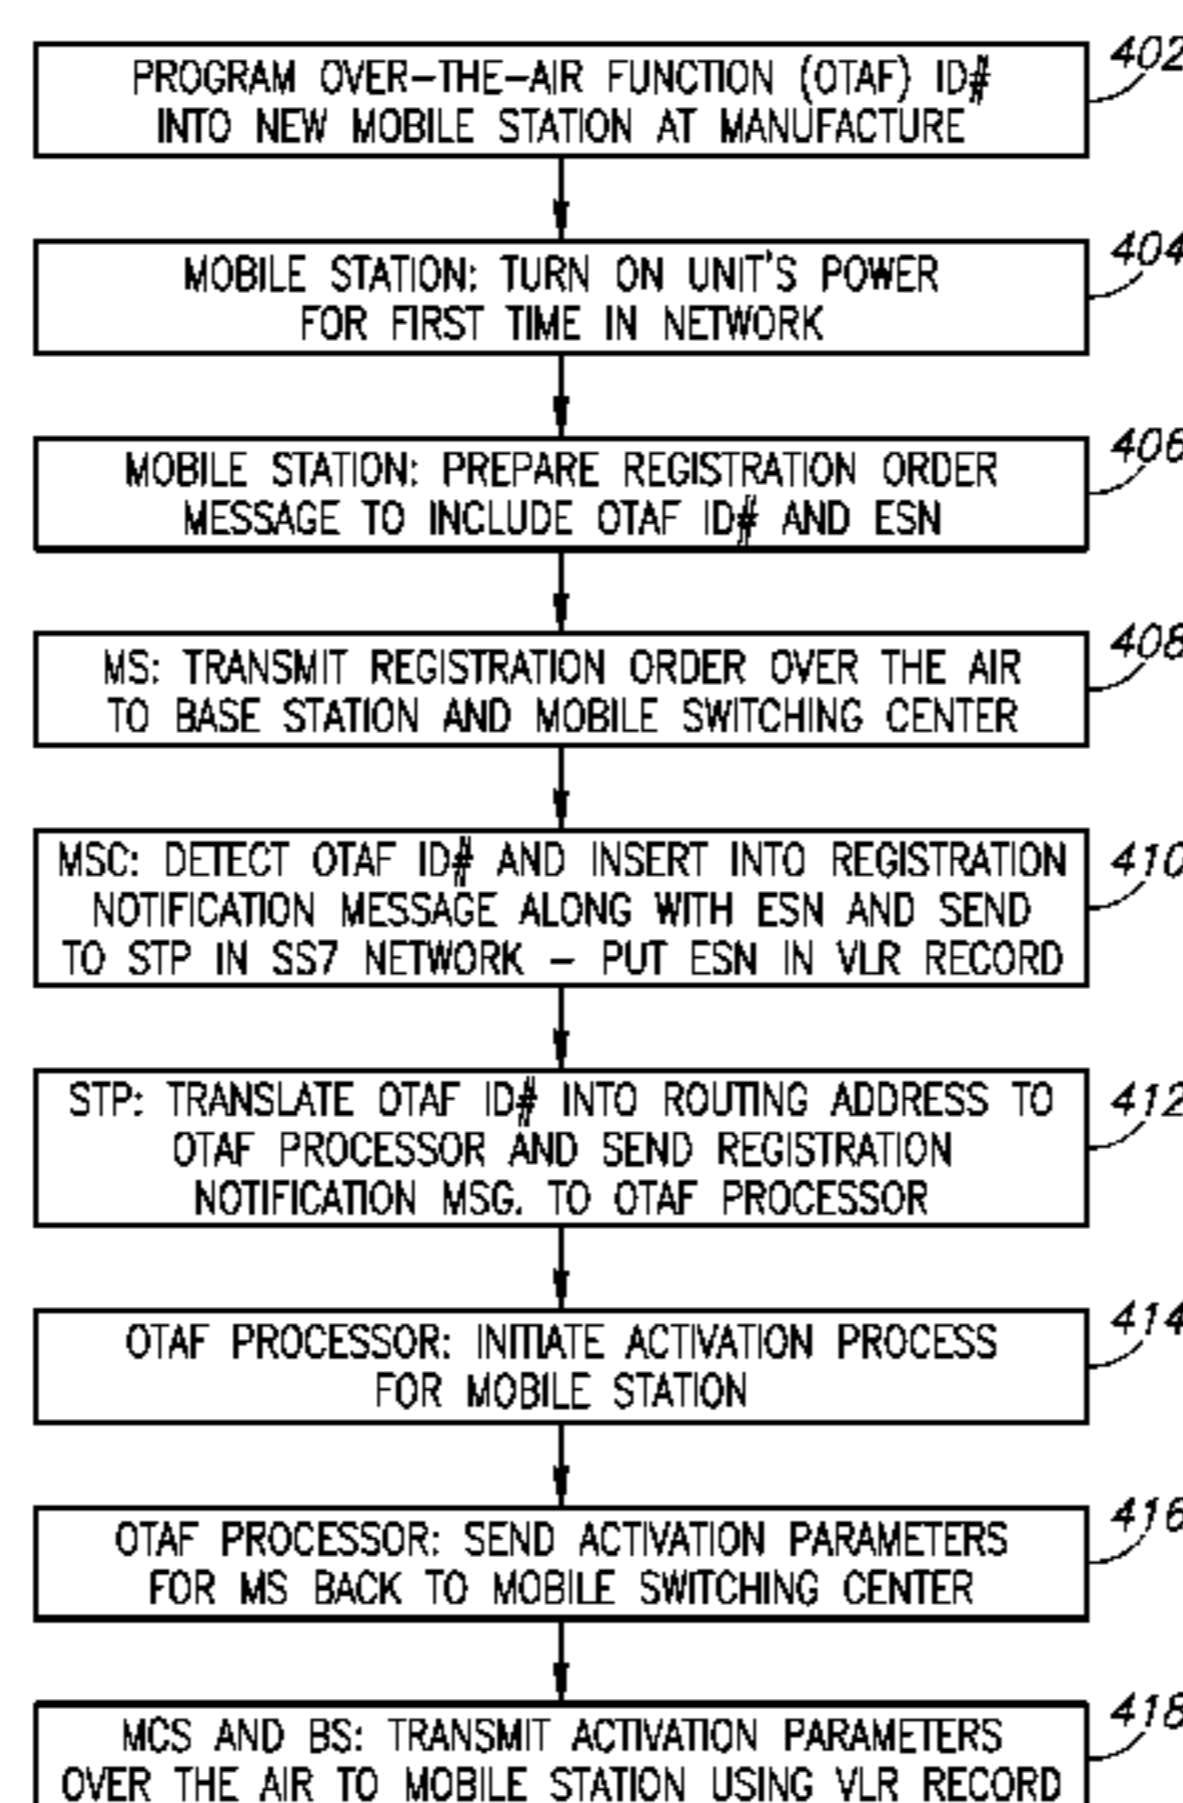 402
PROGRAM OVER-THE-AIR FUNCTION (OTAF) ID#
INTO NEW MOBILE STATION AT MANUFACTURE
404
MOBILE STATION: TURN ON UNIT'S POWER
FOR FIRST TIME IN NETWORK
406
MOBILE STATION: PREPARE REGISTRATION ORDER
MESSAGE TO INCLUDE OTAF ID# AND ESN
408
MS: TRANSMIT REGISTRATION ORDER OVER THE AIR
TO BASE STATION AND MOBILE SWITCHING CENTER
410
MSC: DETECT OTAF ID# AND INSERT INTO REGISTRATION
NOTIFICATION MESSAGE ALONG WITH ESN AND SEND
TO STP IN SS7 NETWORK - PUT ESN IN VLR RECORD
412
STP: TRANSLATE OTAF ID# INTO ROUTING ADDRESS TO
OTAF PROCESSOR AND SEND REGISTRATION
NOTIFICATION MSG. TO OTAF PROCESSOR
414
OTAF PROCESSOR: INITIATE ACTIVATION PROCESS
FOR MOBILE STATION
416
OTAF PROCESSOR: SEND ACTIVATION PARAMETERS
FOR MS BACK TO MOBILE SWITCHING CENTER
418
MCS AND BS: TRANSMIT ACTIVATION PARAMETERS
OVER THE AIR TO MOBILE STATION USING VLR RECORD